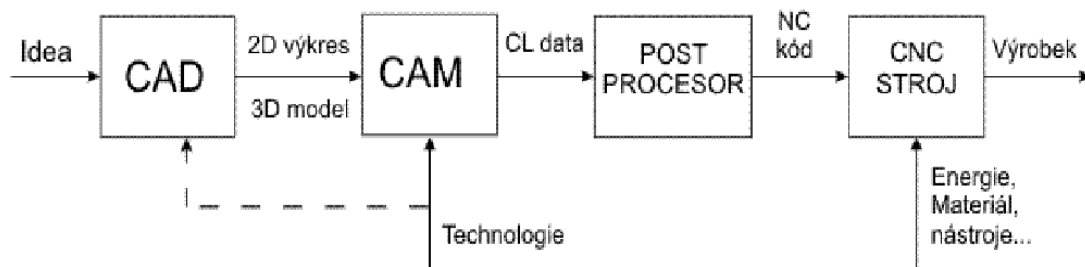 Idea
CAD
2D výkres
3D model
CAM
CL data
POST
PROCESOR
NC
kód
CNC
STROJ
Výrobek
Technologie
Energie,
Materiál,
nástroje...